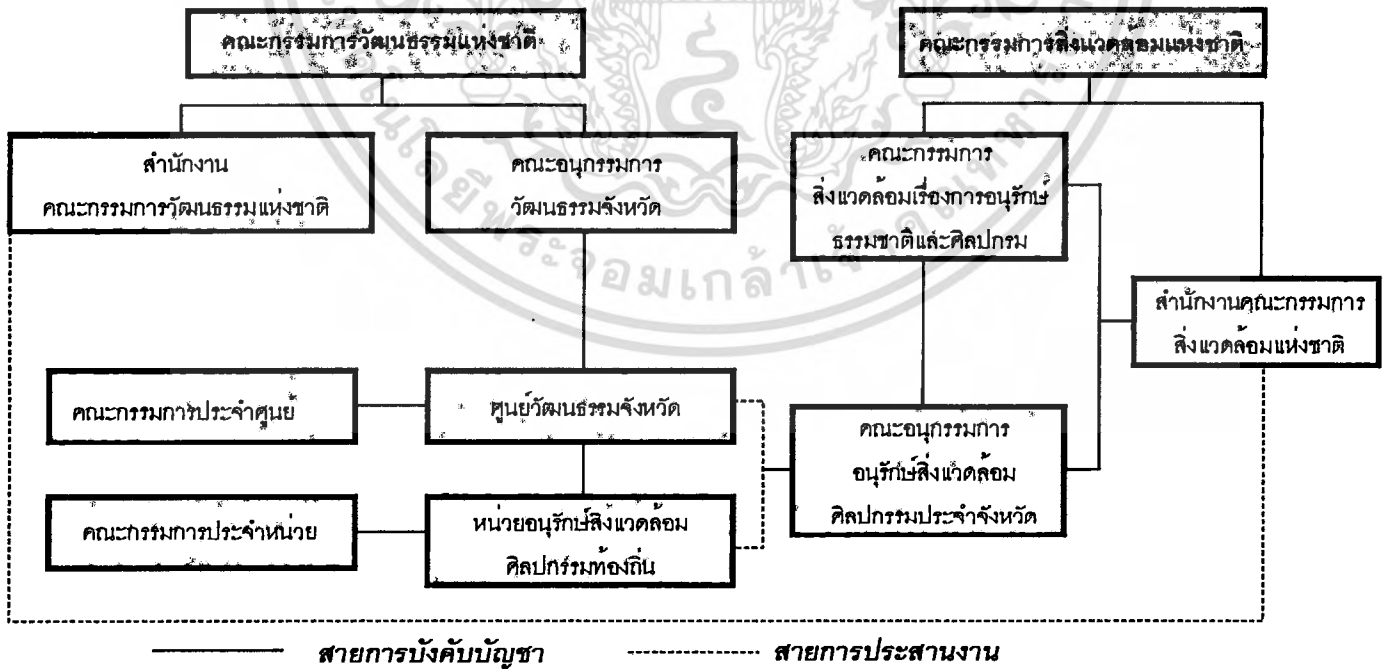 คณะกรรมการวัฒนธรรมแห่งชาติ
คณะกรรมการสิ่งแวดล้อมแห่งชาติ
สำนักงาน
คณะกรรมการวัฒนธรรมแห่งชาติ
คณะอนุกรรมการ
วัฒนธรรมจังหวัด
คณะกรรมการ
สิ่งแวดล้อมเรื่องการอนุรักษ์
ธรรมชาติและศิลปกรม
สำนักงานคณะกรรมการ
สิ่งแวดล้อมแห่งชาติ
คณะกรรมการประจำศูนย์
ศูนย์วัฒนธรรมจังหวัด
คณะอนุกรรมการ
อนุรักษ์สิ่งแวดล้อม
ศิลปกรรมประจำจังหวัด
คณะกรรมการประจำหน่วย
หน่วยอนุรักษ์สิ่งแวดล้อม
ศิลปกรรมท้องถิ่น
สายการบังคับบัญชา
สายการประสานงาน
พระจอมเกล้าเจ้า